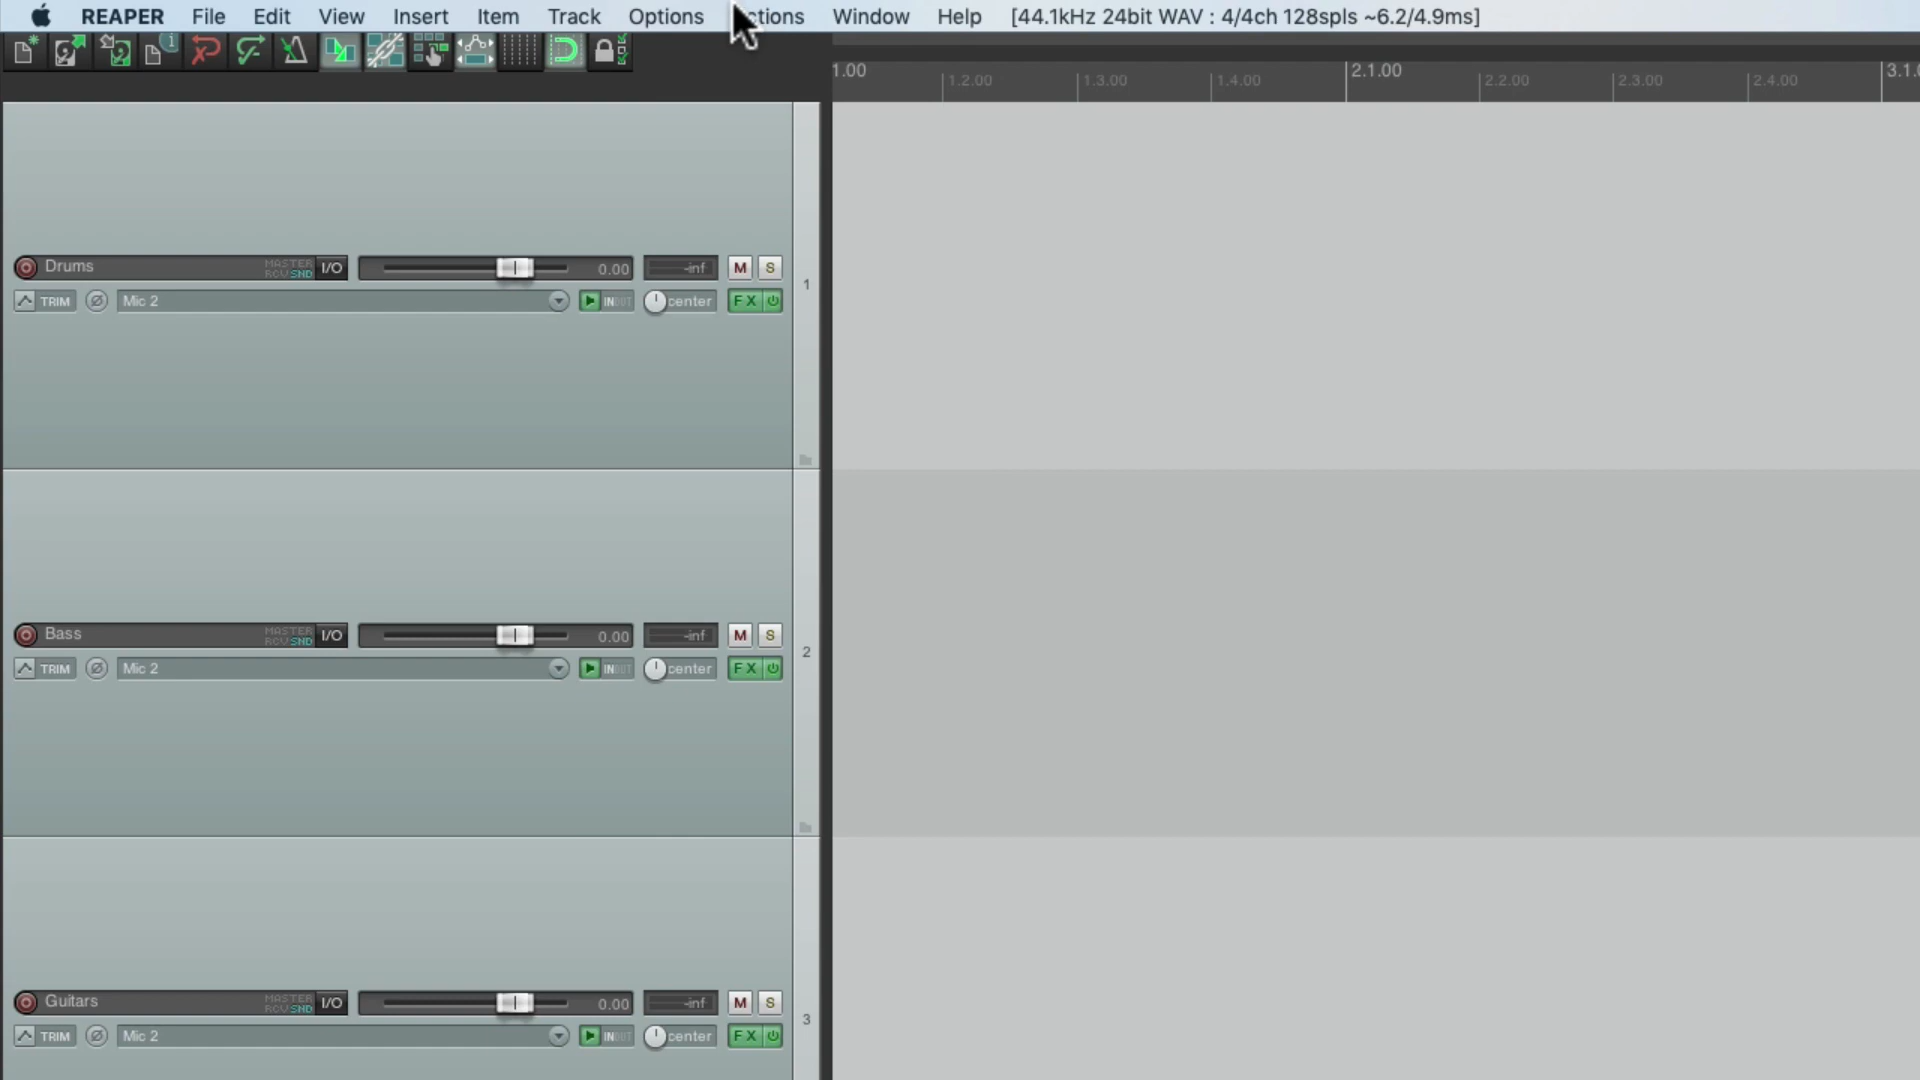 REAPER File Edit View Insert Item Track Options tions Window Help [44.1kHz 24bit WAV : 4/4ch 128spls ~6.2/4.9ms]
1.00 1.2.00 1.3.00 1.4.00 2.1.00 2.2.00 2.3.00 2.4.00 3.1.0
Drums MASTER RCV SND I/O 0.00 -inf M S
TRIM Mic 2 IN OUT center FX
1
Bass MASTER RCV SND I/O 0.00 -inf M S
TRIM Mic 2 IN OUT center FX
2
Guitars MASTER RCV SND I/O 0.00 -inf M S
TRIM Mic 2 IN OUT center FX
3